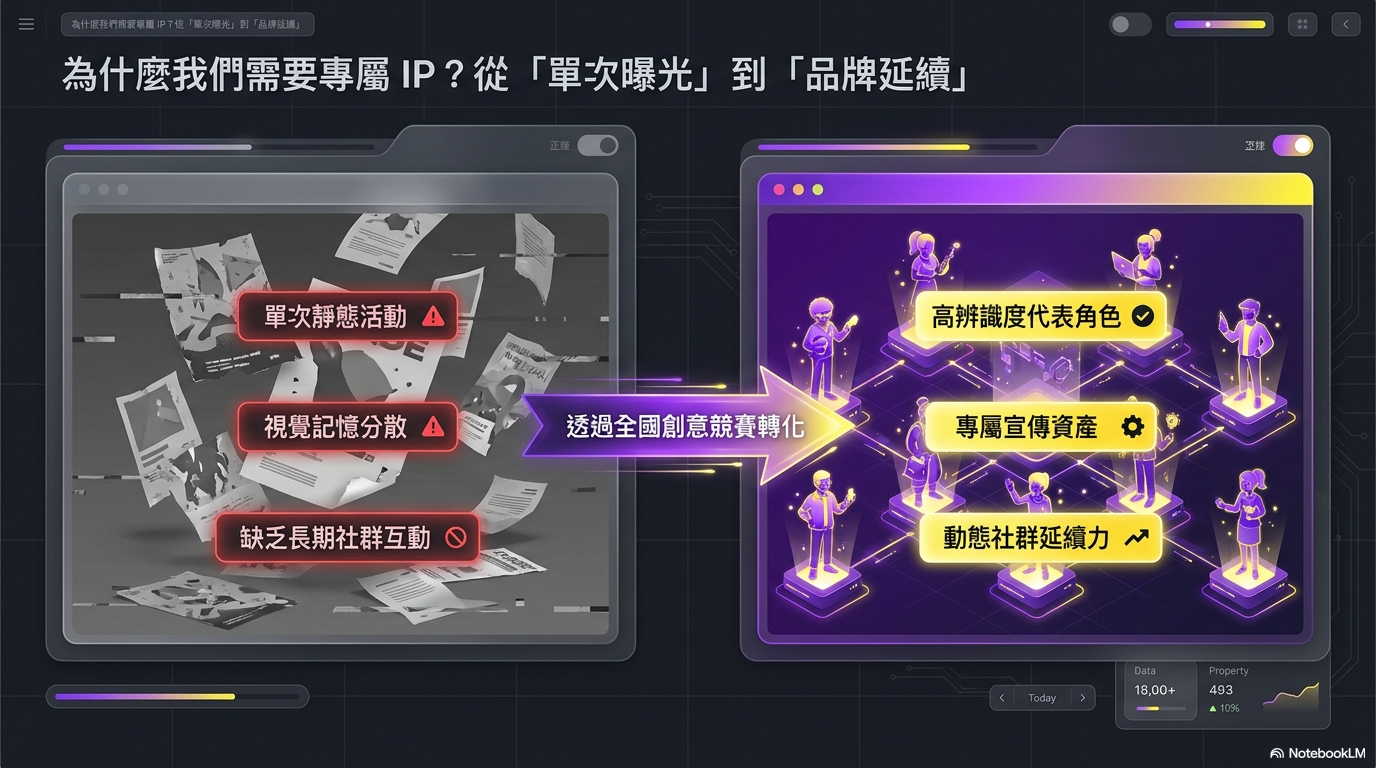 為什麼我們需要專屬 IP？從「單次曝光」到「品牌延續」
單次靜態活動
視覺記憶分散
缺乏長期社群互動
透過全國創意競賽轉化
高辨識度代表角色
專屬宣傳資產
動態社群延續力
Today
Data
18,00+
Property
493
10%
NotebookLM